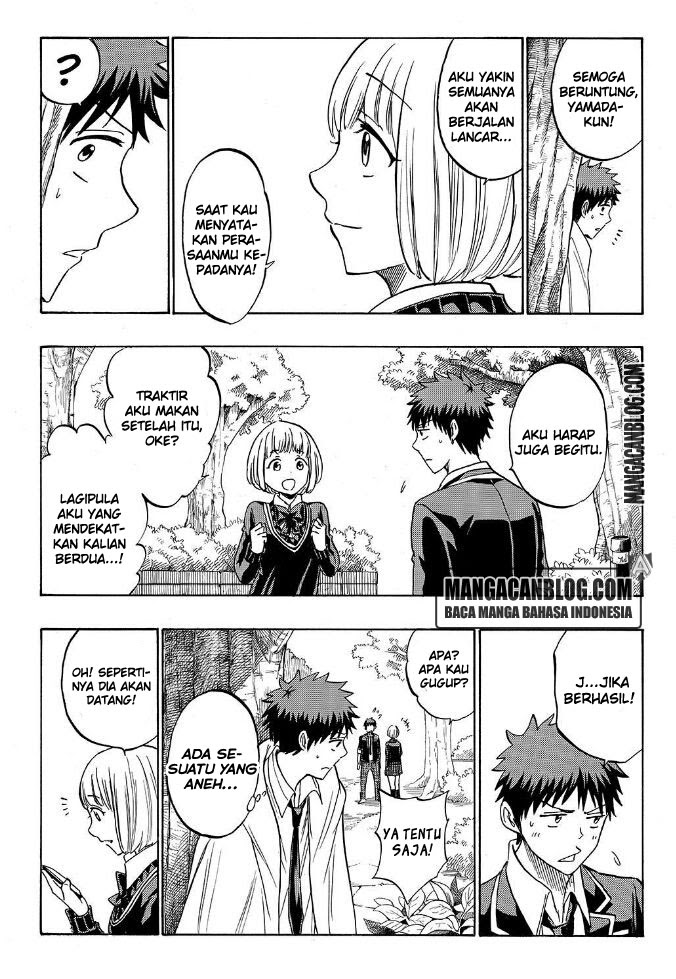 SEMOGA
BERUNTUNG,
YAMADA-
KUN!
AKU YAKIN
SEMUANYA
AKAN
BERJALAN
LANCAR...
SAAT KAU
MENYATA-
KAN PERA-
SAANMU KE-
PADANYA!
?
AKU HARAP
JUGA BEGITU.
TRAKTIR
AKU MAKAN
SETELAH ITU,
OKE?
LAGIPULA
AKU YANG
MENDEKAT-
KAN KALIAN
BERDUA...!
MANGACANBLOG.COM
MANGACANBLOG.COM
BACA MANGA BAHASA INDONESIA
J...JIKA
BERHASIL!
APA?
APA KAU
GUGUP?
YA TENTU
SAJA!
ADA SE-
SUATU YANG
ANEH...
OH! SEPERTI-
NYA DIA AKAN
DATANG!